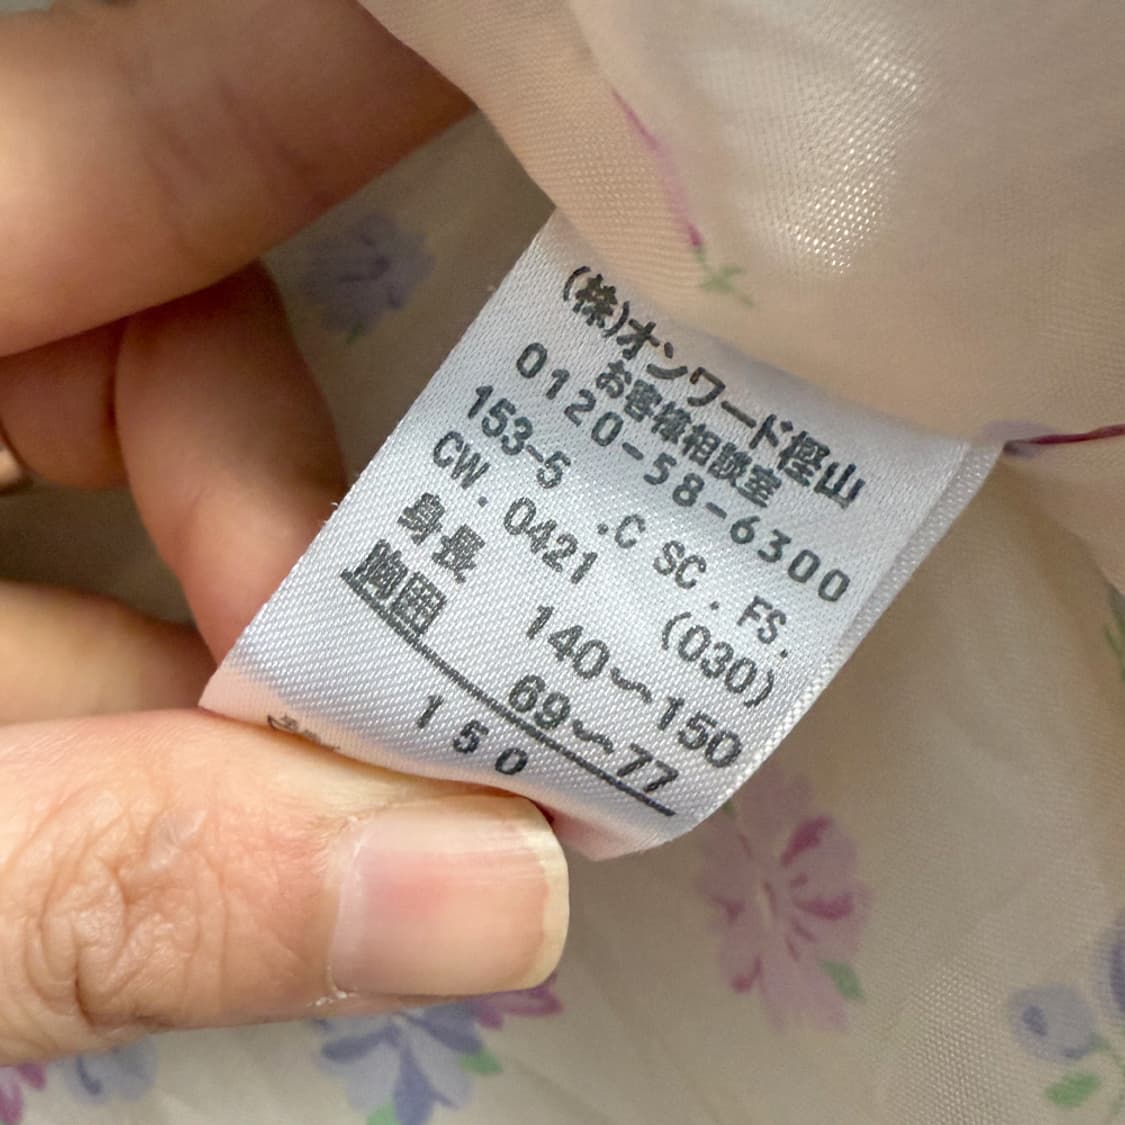 (株)オンワード樫山
お客様相談室
0120-58-6300
153-5 .C SC. FS.
CW. 0421 (030)
身長 140〜150
胸囲 69〜77
150